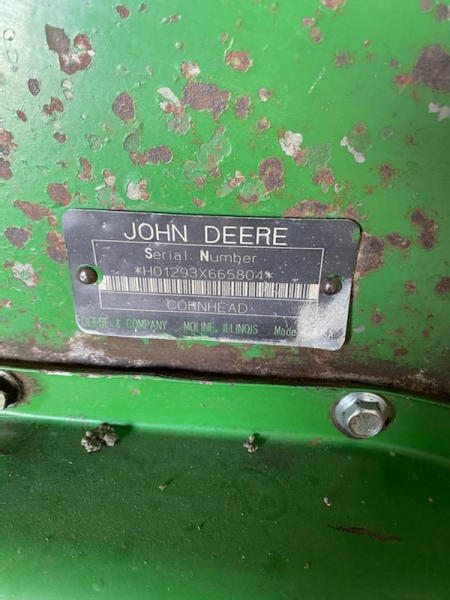 JOHN DEERE
Serial Number
*H01293X665804*
CORNHEAD
DEERE & COMPANY MOLINE, ILLINOIS Made